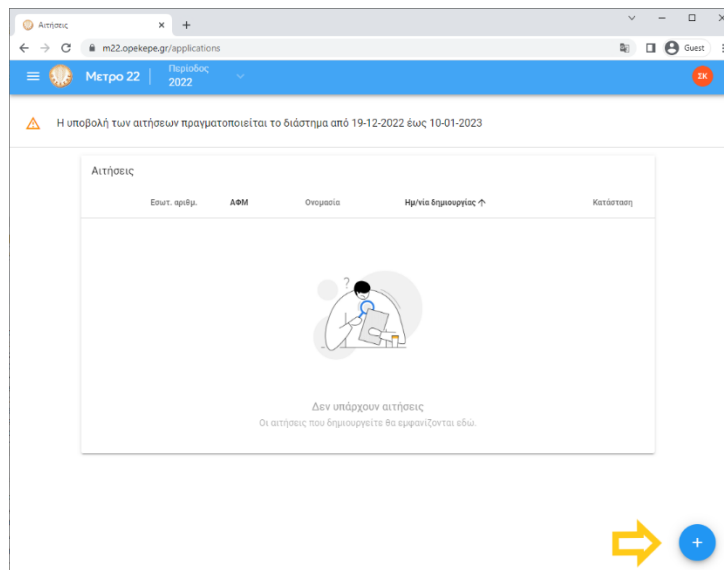 Αιτήσεις
m22.opekepe.gr/applications
Guest
Μετρο 22
Περίοδος
2022
ΣΚ
Η υποβολή των αιτήσεων πραγματοποιείται το διάστημα από 19-12-2022 έως 10-01-2023
Αιτήσεις
Εσωτ. αριθμ. ΑΦΜ Ονομασία Ημ/νία δημιουργίας Κατάσταση
Δεν υπάρχουν αιτήσεις
Οι αιτήσεις που δημιουργείτε θα εμφανίζονται εδώ.